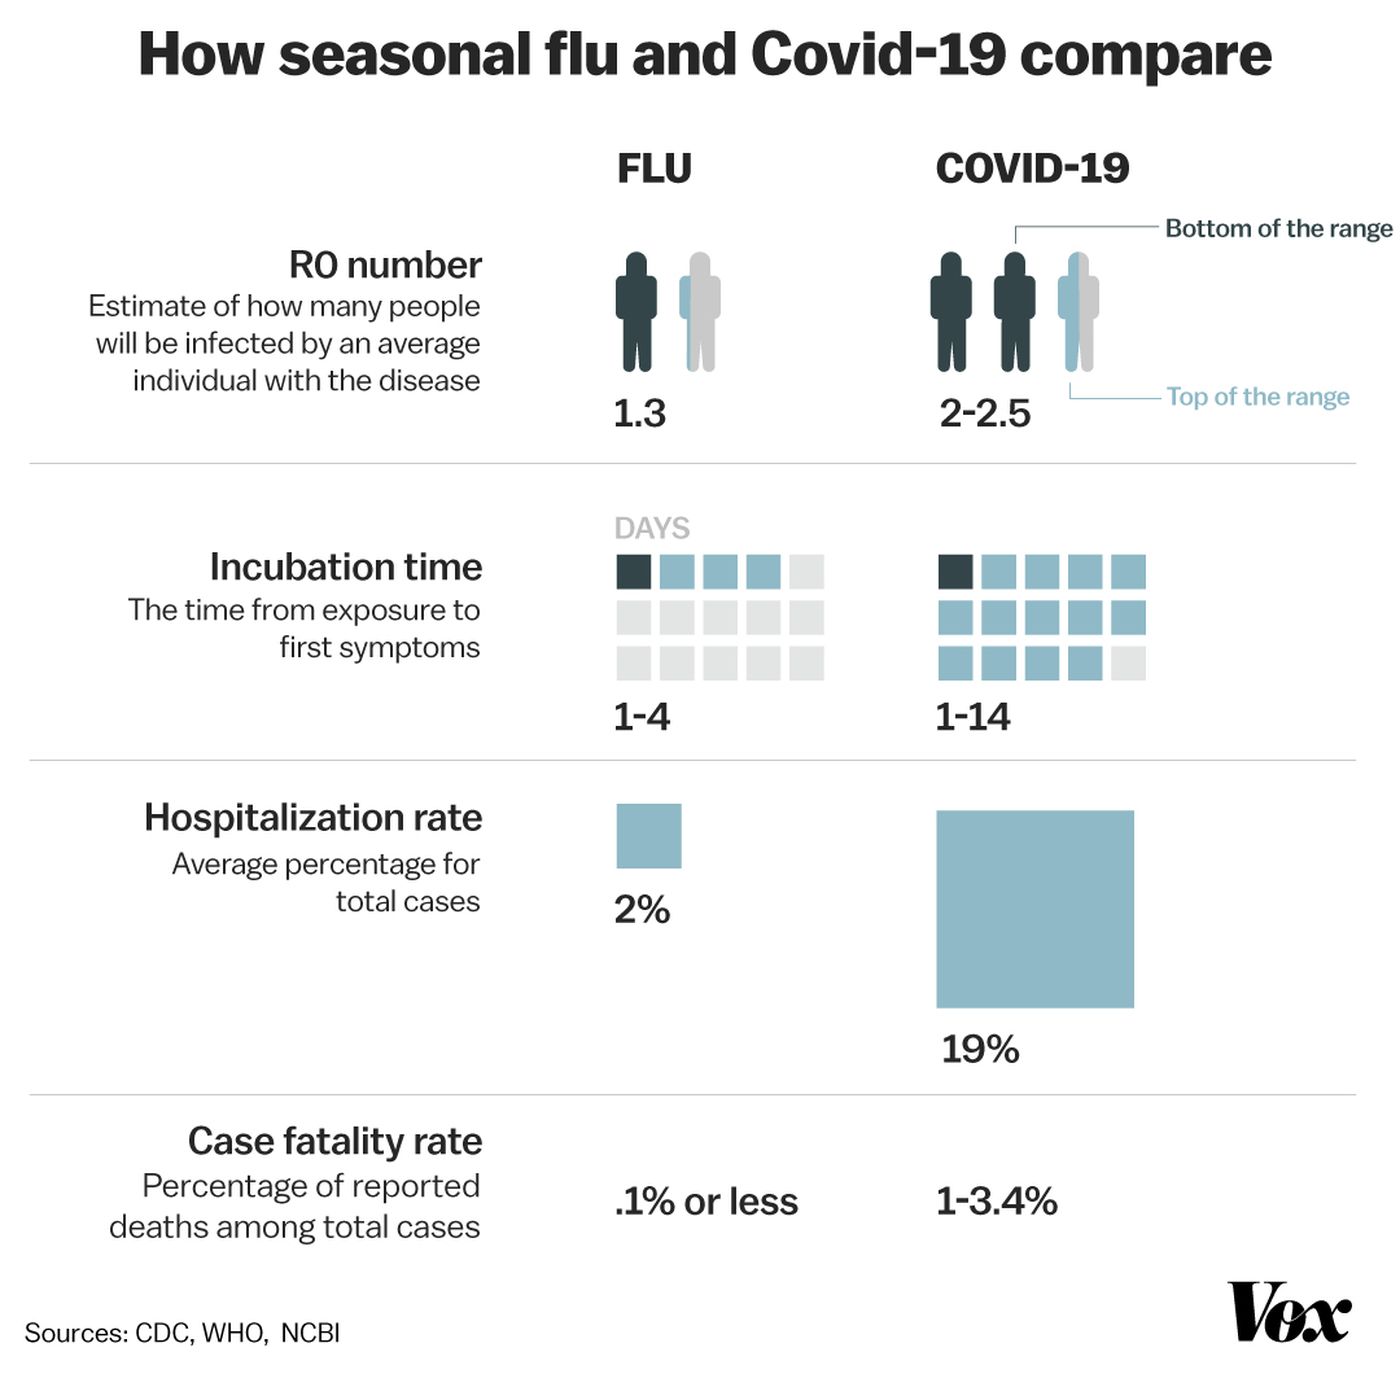 How seasonal flu and Covid-19 compare
FLU
COVID-19
Bottom of the range
R0 number
Estimate of how many people
will be infected by an average
individual with the disease
Top of the range
1.3
2-2.5
DAYS
Incubation time
The time from exposure to
first symptoms
1-4
1-14
Hospitalization rate
Average percentage for
total cases
2%
19%
Case fatality rate
Percentage of reported
deaths among total cases
.1% or less
1-3.4%
Sources: CDC, WHO, NCBI
Vox